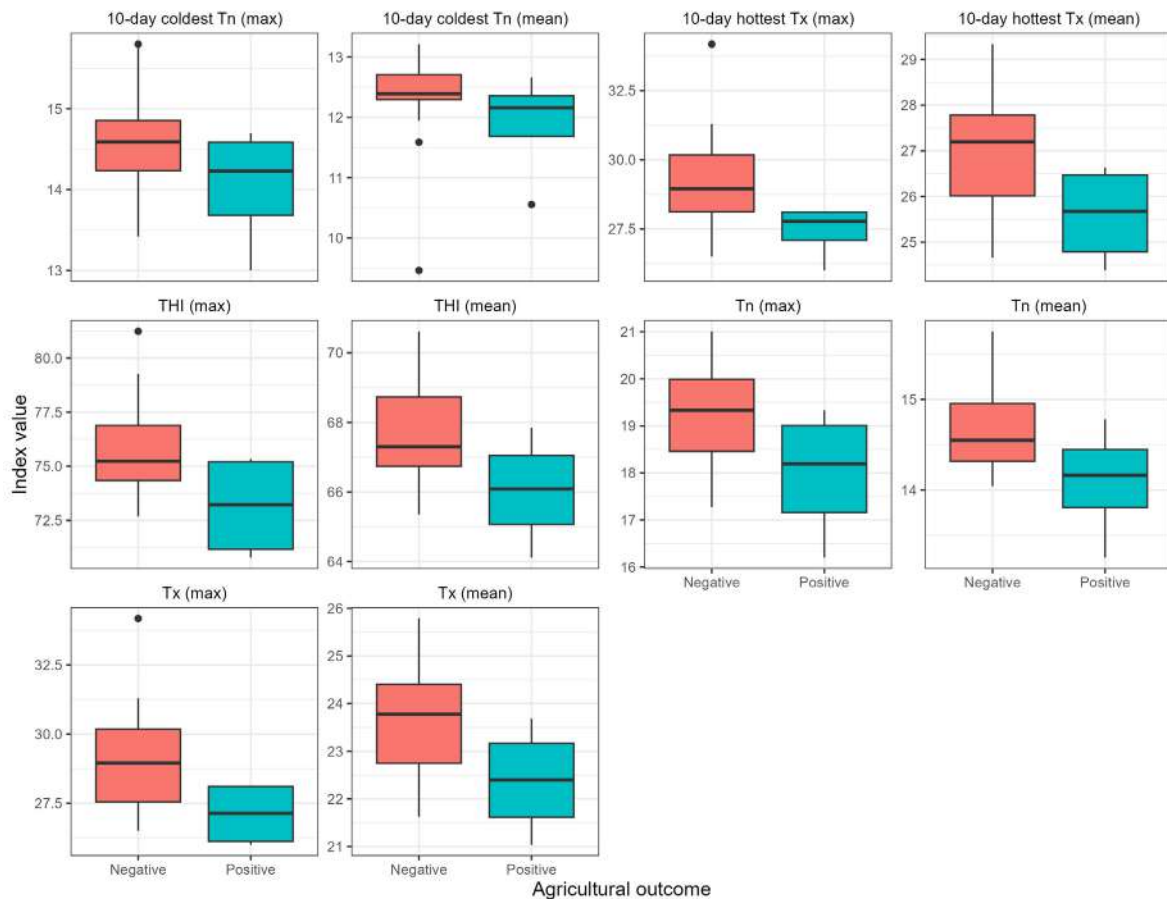 10-day coldest Tn (max)
10-day coldest Tn (mean)
10-day hottest Tx (max)
10-day hottest Tx (mean)
15
14
13
13
12
11
10
32.5
30.0
27.5
29
28
27
26
25
THI (max)
THI (mean)
Tn (max)
Tn (mean)
80.0
77.5
75.0
72.5
70
68
66
64
21
20
19
18
17
16
15
14
Negative
Positive
Negative
Positive
Tx (max)
Tx (mean)
32.5
30.0
27.5
26
25
24
23
22
21
Negative
Positive
Negative
Positive
Index value
Agricultural outcome